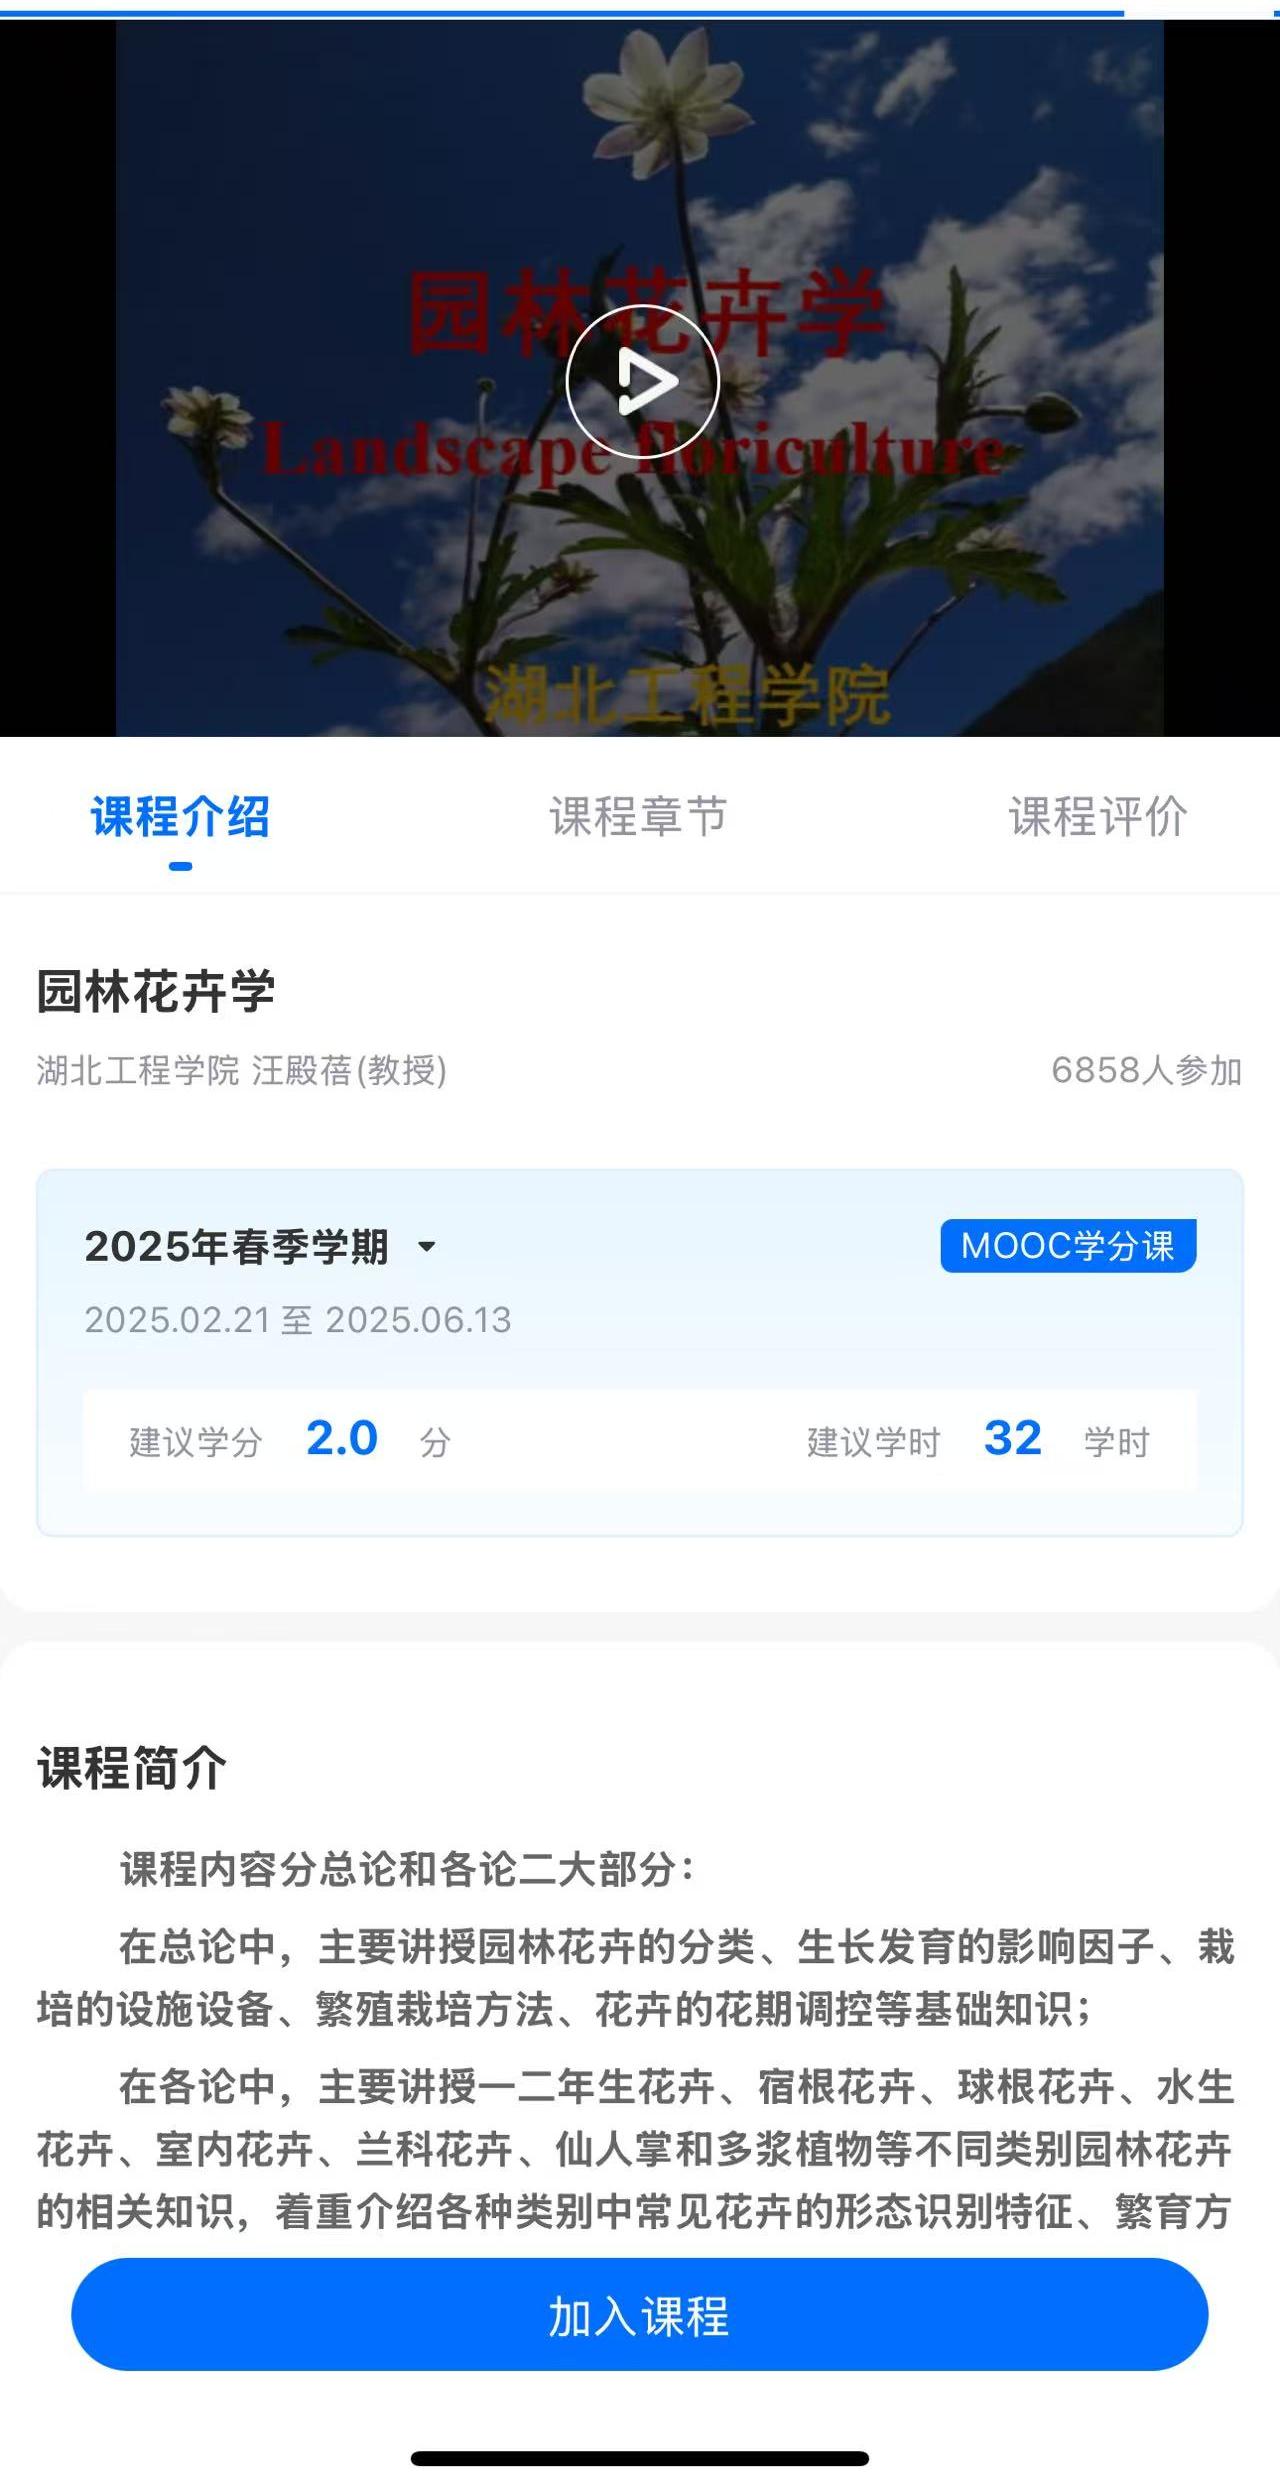 园林花卉学
Landscape floriculture
湖北工程学院
课程介绍
课程章节
课程评价
园林花卉学
湖北工程学院 汪殿蓓(教授)
6858人参加
2025年春季学期
MOOC学分课
2025.02.21 至 2025.06.13
建议学分 2.0 分
建议学时 32 学时
课程简介
课程内容分总论和各论二大部分：
在总论中，主要讲授园林花卉的分类、生长发育的影响因子、栽
培的设施设备、繁殖栽培方法、花卉的花期调控等基础知识；
在各论中，主要讲授一二年生花卉、宿根花卉、球根花卉、水生
花卉、室内花卉、兰科花卉、仙人掌和多浆植物等不同类别园林花卉
的相关知识，着重介绍各种类别中常见花卉的形态识别特征、繁育方
加入课程